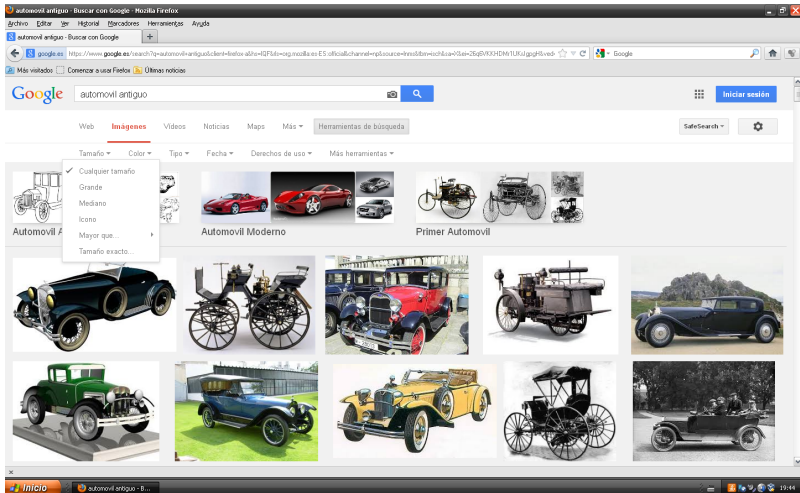 automovil antiguo - Buscar con Google - Mozilla Firefox
Archivo Editar Ver Historial Marcadores Herramientas Ayuda
automovil antiguo - Buscar con Google
google.es
Google
Más visitados Comenzar a usar Firefox Últimas noticias
Google automovil antiguo Iniciar sesión
Web Imágenes Vídeos Noticias Maps Más Herramientas de búsqueda SafeSearch
Tamaño Color Tipo Fecha Derechos de uso Más herramientas
Cualquier tamaño
Grande
Mediano
Icono
Mayor que...
Tamaño exacto...
Automovil A
Automovil Moderno
Primer Automovil
Inicio automovil antiguo - B... 19:44